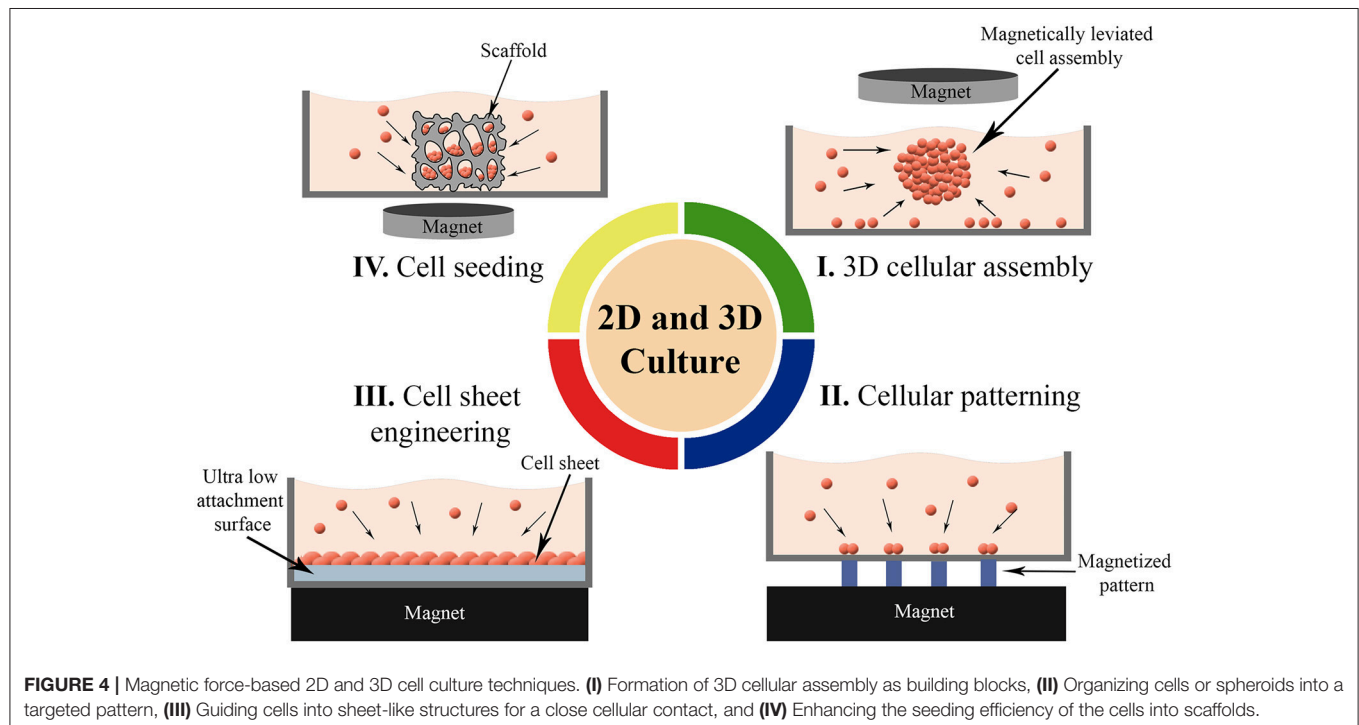 Scaffold
Magnet
IV. Cell seeding
Magnetically leviated
cell assembly
Magnet
I. 3D cellular assembly
2D and 3D
Culture
III. Cell sheet
engineering
Ultra low
attachment
surface
Cell sheet
Magnet
II. Cellular patterning
Magnetized
pattern
Magnet
FIGURE 4 | Magnetic force-based 2D and 3D cell culture techniques. (I) Formation of 3D cellular assembly as building blocks, (II) Organizing cells or spheroids into a
targeted pattern, (III) Guiding cells into sheet-like structures for a close cellular contact, and (IV) Enhancing the seeding efficiency of the cells into scaffolds.